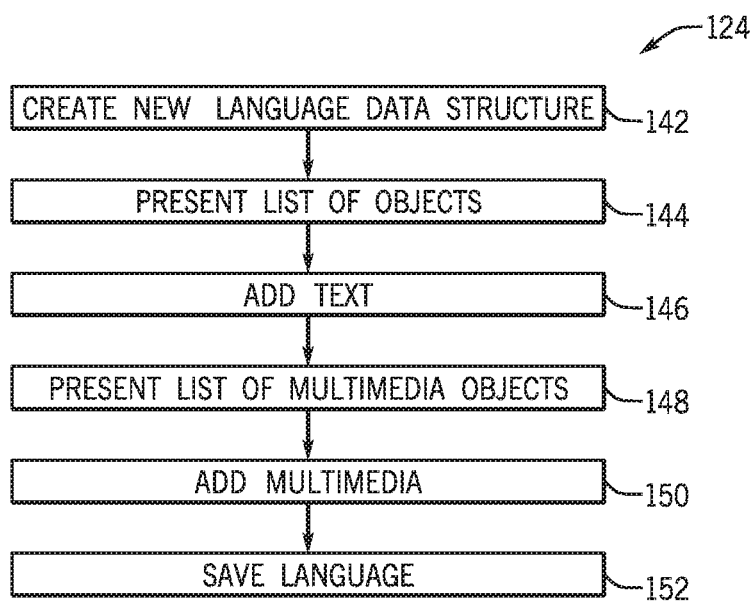 124
CREATE NEW LANGUAGE DATA STRUCTURE
142
PRESENT LIST OF OBJECTS
144
ADD TEXT
146
PRESENT LIST OF MULTIMEDIA OBJECTS
148
ADD MULTIMEDIA
150
SAVE LANGUAGE
152